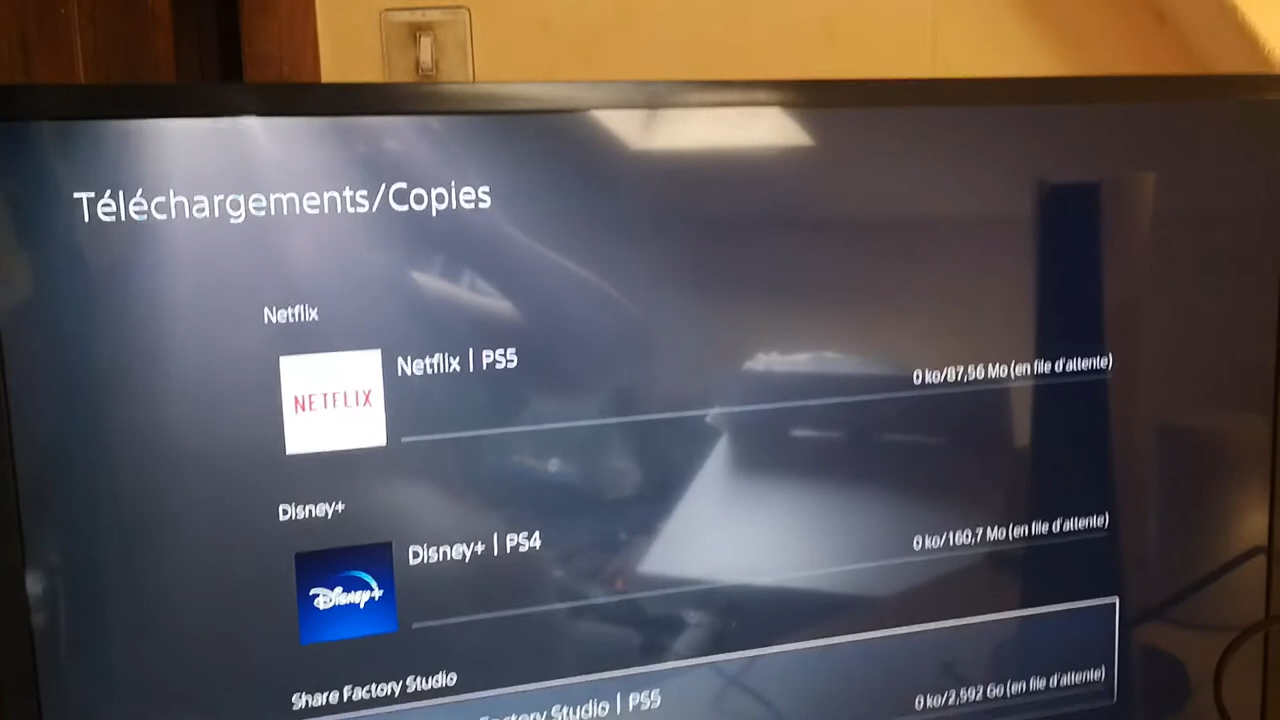 Téléchargements/Copies
Netflix
NETFLIX
Netflix | PS5
0 ko/87,56 Mo (en file d'attente)
Disney+
Disney+
Disney+ | PS4
0 ko/160,7 Mo (en file d'attente)
Share Factory Studio
Factory Studio | PS5
0 ko/2,592 Go (en file d'attente)